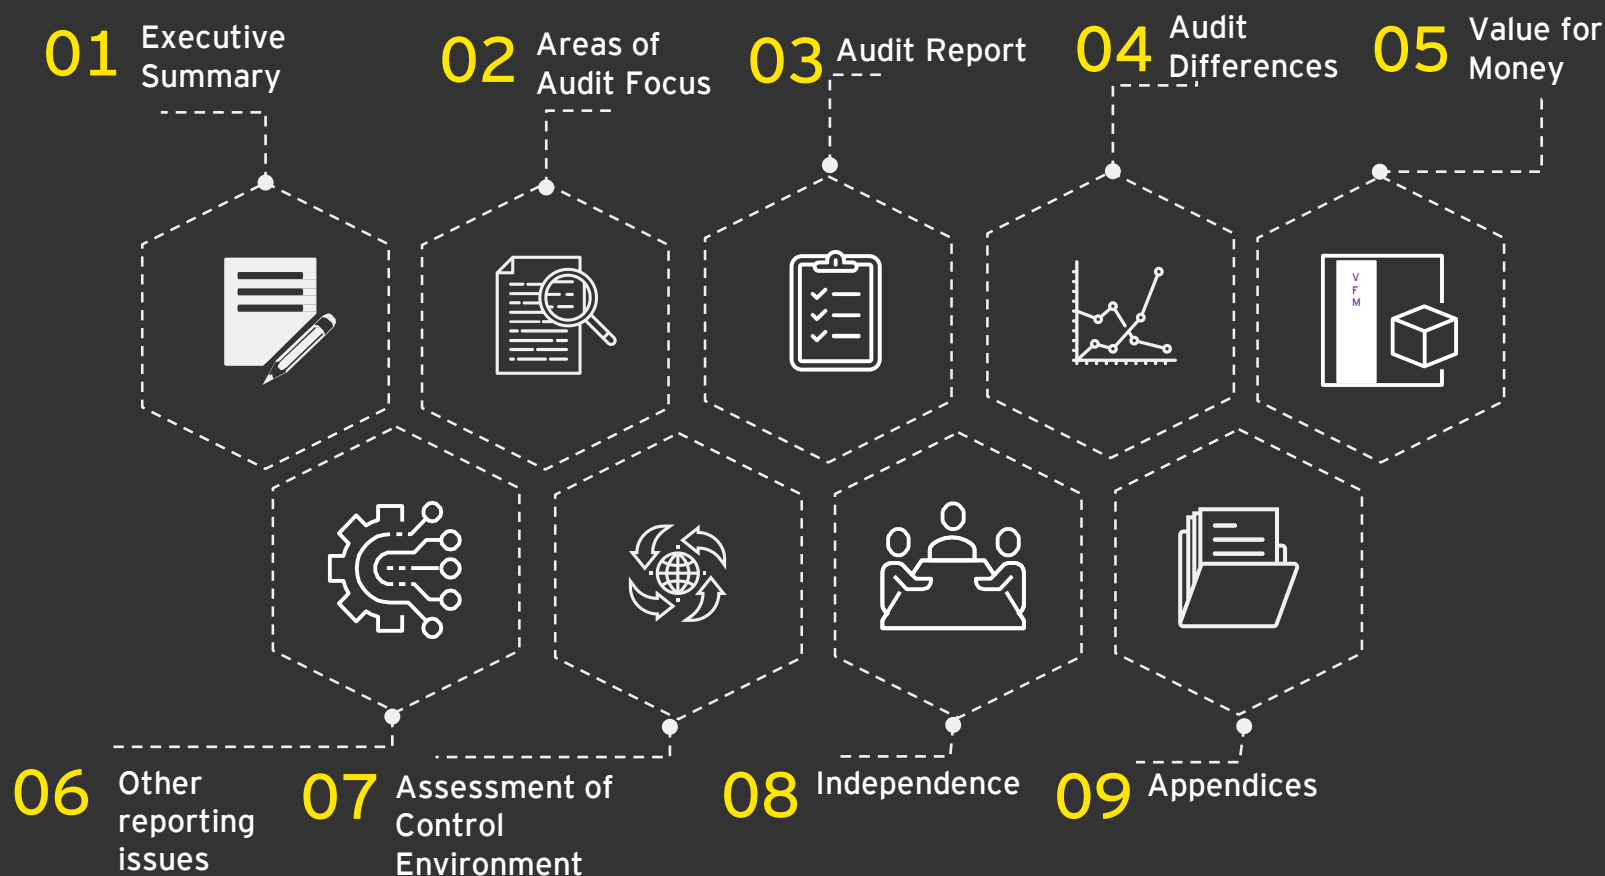 01 Executive
Summary
02 Areas of
Audit Focus
03 Audit Report
04 Audit
Differences
05 Value for
Money
V
F
M
06 Other
reporting
issues
07 Assessment of
Control
Environment
08 Independence
09 Appendices